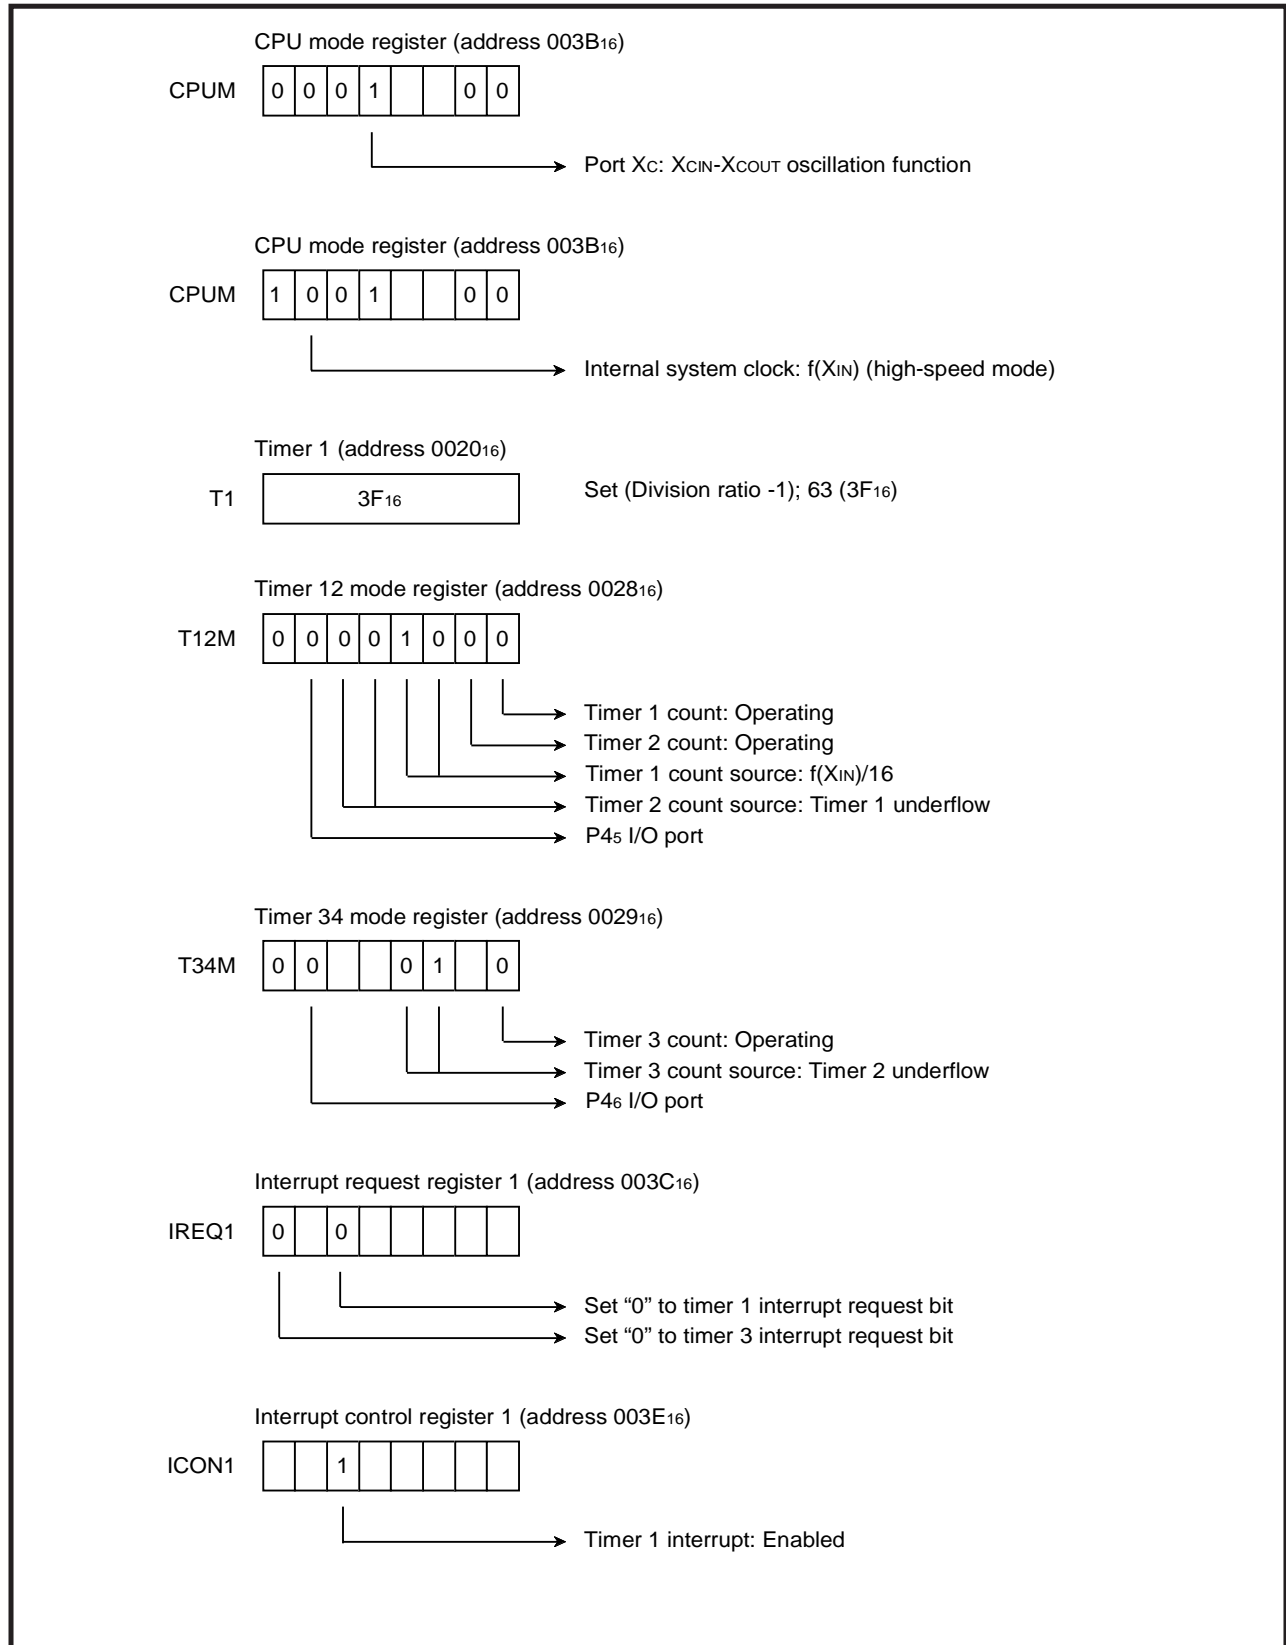 CPU mode register (address 003B16)
CPUM 0 0 0 1 0 0
Port XC: XCIN-XCOUT oscillation function
CPU mode register (address 003B16)
CPUM 1 0 0 1 0 0
Internal system clock: f(XIN) (high-speed mode)
Timer 1 (address 002016)
T1 3F16 Set (Division ratio -1); 63 (3F16)
Timer 12 mode register (address 002816)
T12M 0 0 0 0 1 0 0 0
Timer 1 count: Operating
Timer 2 count: Operating
Timer 1 count source: f(XIN)/16
Timer 2 count source: Timer 1 underflow
P45 I/O port
Timer 34 mode register (address 002916)
T34M 0 0 0 1 0
Timer 3 count: Operating
Timer 3 count source: Timer 2 underflow
P46 I/O port
Interrupt request register 1 (address 003C16)
IREQ1 0 0
Set “0” to timer 1 interrupt request bit
Set “0” to timer 3 interrupt request bit
Interrupt control register 1 (address 003E16)
ICON1 1
Timer 1 interrupt: Enabled